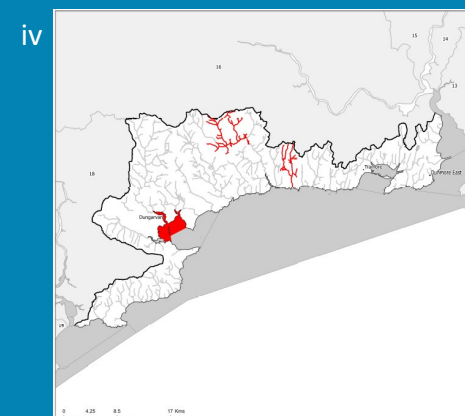 iv
15
14
16
13
18
Tramore
Dunmore East
Dungarvan
19
0 4.25 8.5 17 Kms